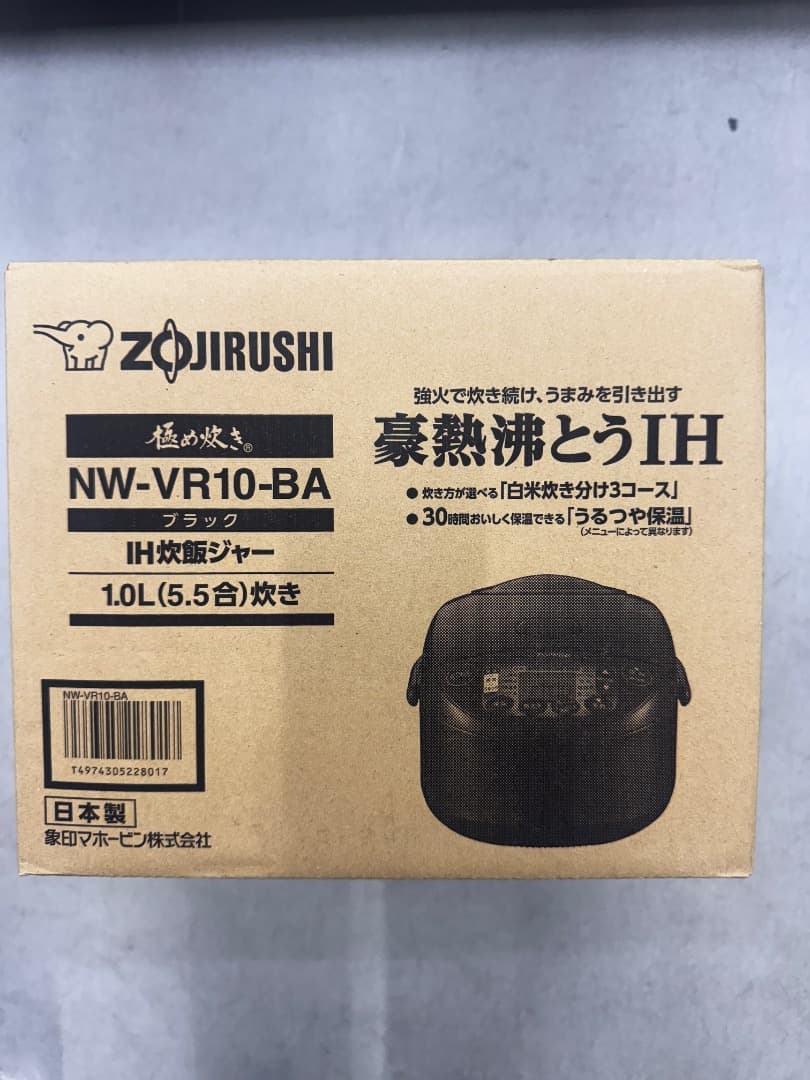 ZOJIRUSHI
極め炊き®
NW-VR10-BA
ブラック
IH炊飯ジャー
1.0L(5.5合)炊き
強火で炊き続け、うまみを引き出す
豪熱沸とうIH
● 炊き方が選べる「白米炊き分け3コース」
● 30時間おいしく保温できる「うるつや保温」
(メニューによって異なります)
NW-VR10-BA
T4974305228017
日本製
象印マホービン株式会社